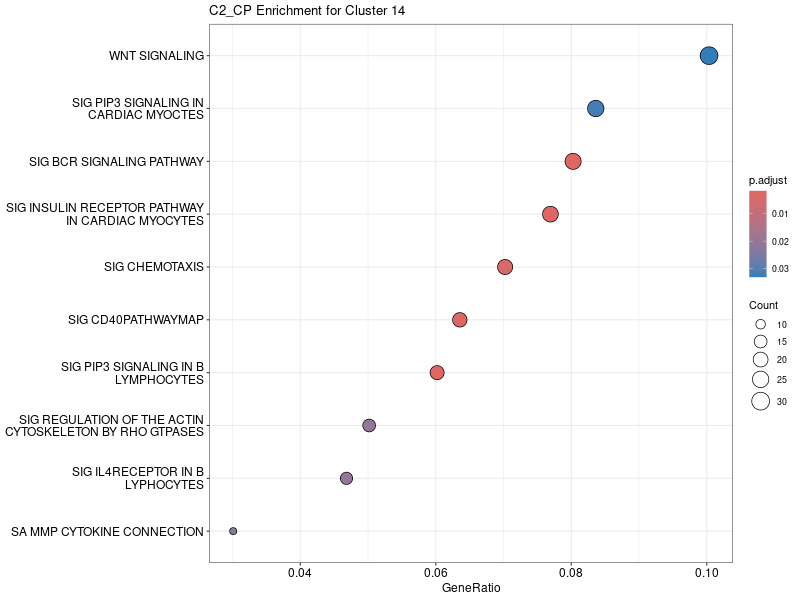 C2_CP Enrichment for Cluster 14
WNT SIGNALING
SIG PIP3 SIGNALING IN
CARDIAC MYOCTES
SIG BCR SIGNALING PATHWAY
SIG INSULIN RECEPTOR PATHWAY
IN CARDIAC MYOCYTES
SIG CHEMOTAXIS
SIG CD40PATHWAYMAP
SIG PIP3 SIGNALING IN B
LYMPHOCYTES
SIG REGULATION OF THE ACTIN
CYTOSKELETON BY RHO GTPASES
SIG IL4RECEPTOR IN B
LYPHOCYTES
SA MMP CYTOKINE CONNECTION
0.04
0.06
0.08
0.10
GeneRatio
p.adjust
0.01
0.02
0.03
Count
10
15
20
25
30